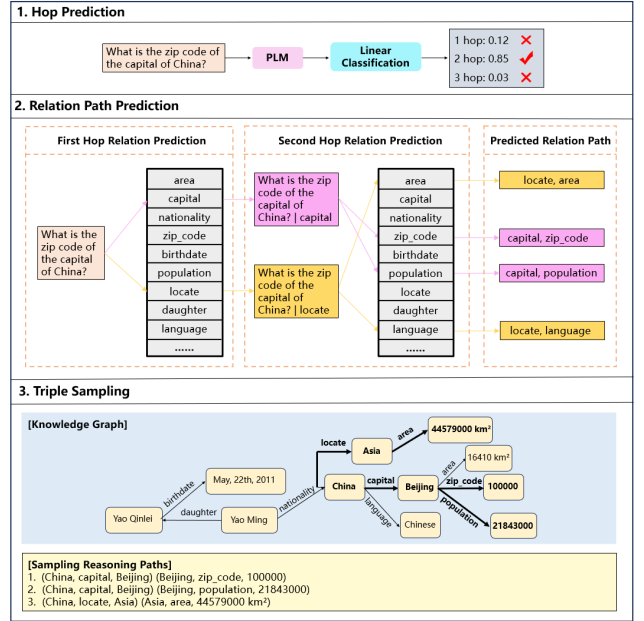 1. Hop Prediction
What is the zip code of
the capital of China?
PLM
Linear
Classification
1 hop: 0.12
2 hop: 0.85
3 hop: 0.03
2. Relation Path Prediction
First Hop Relation Prediction
Second Hop Relation Prediction
Predicted Relation Path
What is the
zip code of
the capital of
China?
area
capital
nationality
zip_code
birthdate
population
locate
daughter
language
......
What is the zip
code of the
capital of
China? | capital
What is the zip
code of the
capital of
China? | locate
area
capital
nationality
zip_code
birthdate
population
locate
daughter
language
......
locate, area
capital, zip_code
capital, population
locate, language
3. Triple Sampling
[Knowledge Graph]
44579000 km²
area
locate
Asia
16410 km²
area
May, 22th, 2011
birthdate
nationality
China
capital
Beijing
zip_code
100000
Yao Qinlei
daughter
Yao Ming
language
Chinese
population
21843000
[Sampling Reasoning Paths]
1. (China, capital, Beijing) (Beijing, zip_code, 100000)
2. (China, capital, Beijing) (Beijing, population, 21843000)
3. (China, locate, Asia) (Asia, area, 44579000 km²)